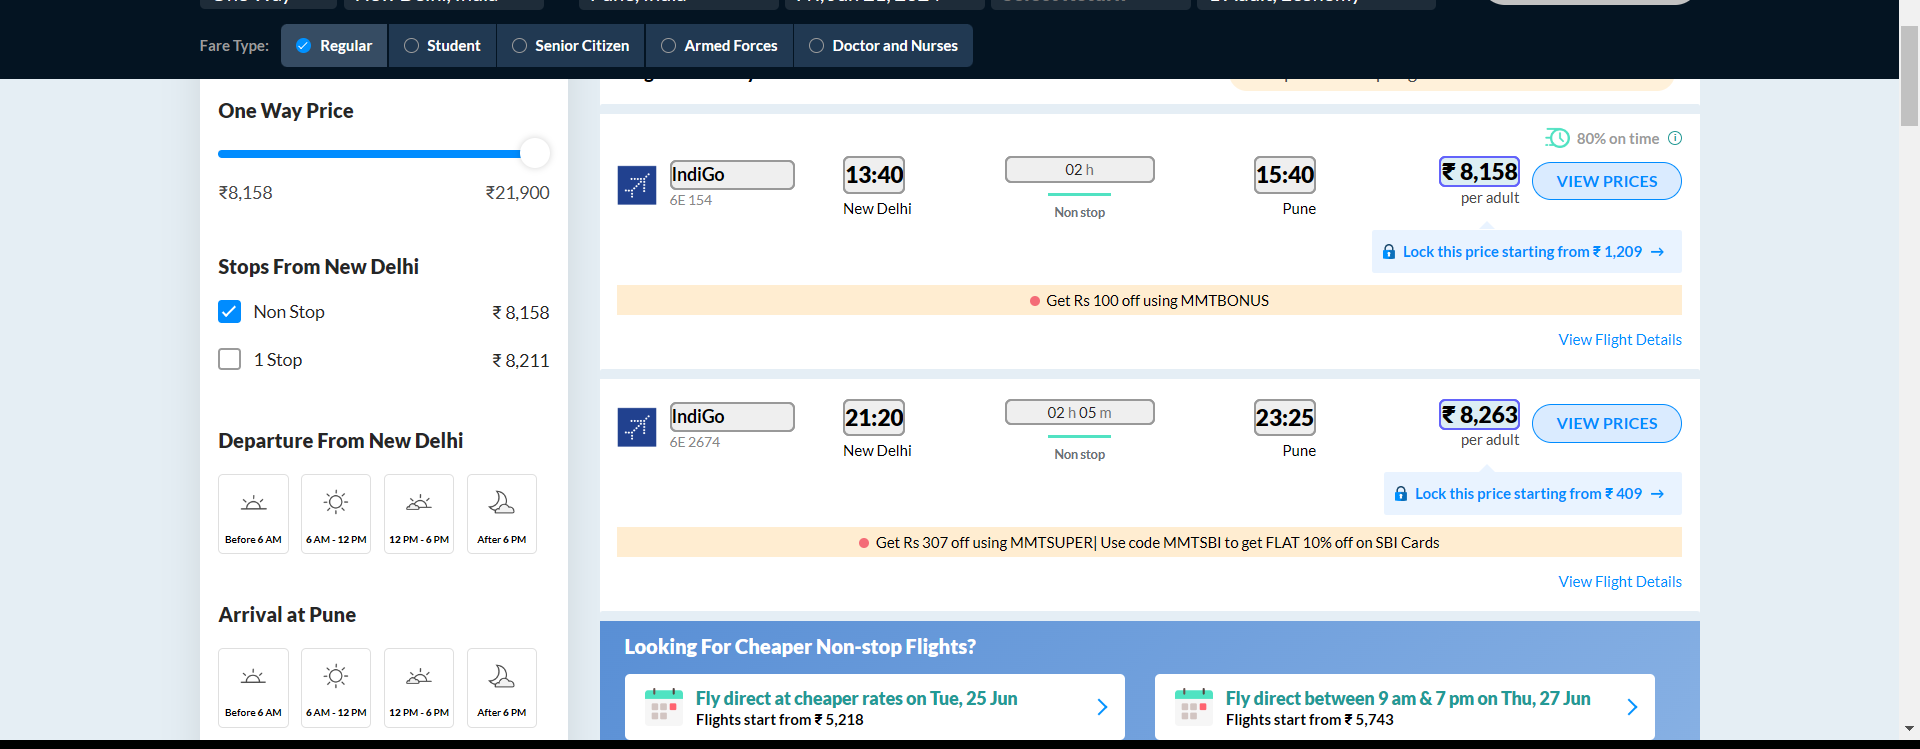 Fare Type:
Regular
Student
Senior Citizen
Armed Forces
Doctor and Nurses
One Way Price
₹8,158
₹21,900
Stops From New Delhi
Non Stop
₹ 8,158
1 Stop
₹ 8,211
Departure From New Delhi
Before 6 AM
6 AM - 12 PM
12 PM - 6 PM
After 6 PM
Arrival at Pune
Before 6 AM
6 AM - 12 PM
12 PM - 6 PM
After 6 PM
80% on time
IndiGo
6E 154
13:40
New Delhi
02 h
Non stop
15:40
Pune
₹ 8,158
per adult
VIEW PRICES
Lock this price starting from ₹ 1,209 →
Get Rs 100 off using MMTBONUS
View Flight Details
IndiGo
6E 2674
21:20
New Delhi
02 h 05 m
Non stop
23:25
Pune
₹ 8,263
per adult
VIEW PRICES
Lock this price starting from ₹ 409 →
Get Rs 307 off using MMTSUPER| Use code MMTSBI to get FLAT 10% off on SBI Cards
View Flight Details
Looking For Cheaper Non-stop Flights?
Fly direct at cheaper rates on Tue, 25 Jun
Flights start from ₹ 5,218
Fly direct between 9 am & 7 pm on Thu, 27 Jun
Flights start from ₹ 5,743